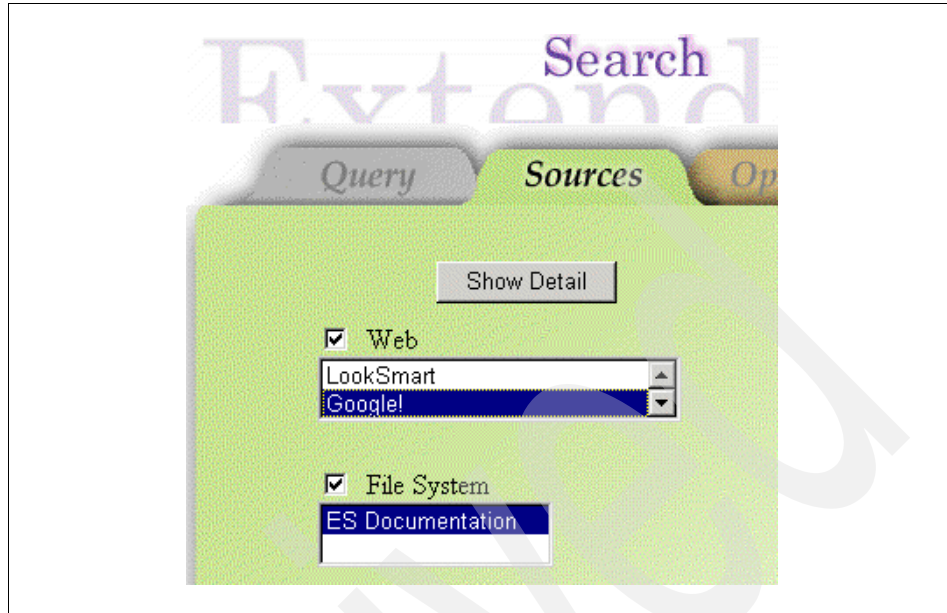 Search
Extend
Query Sources Op
Show Detail
Web
LookSmart
Google!
File System
ES Documentation